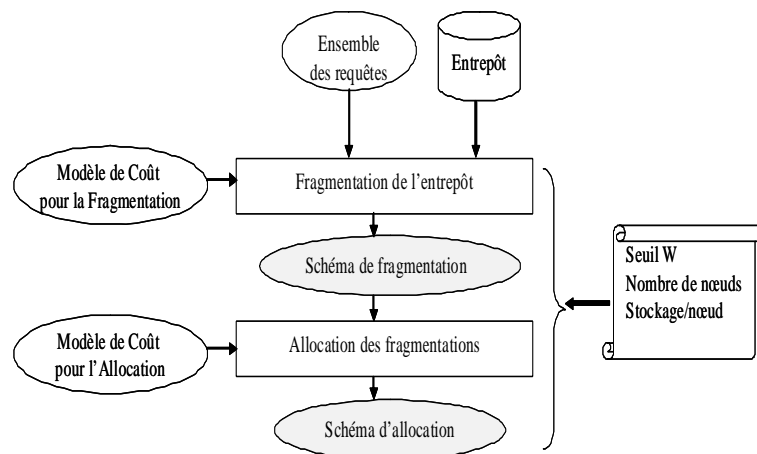 Ensemble
des requêtes
Entrepôt
Modèle de Coût
pour la Fragmentation
Fragmentation de l'entrepôt
Schéma de fragmentation
Seuil W
Nombre de nœuds
Stockage/nœud
Modèle de Coût
pour l'Allocation
Allocation des fragmentations
Schéma d'allocation